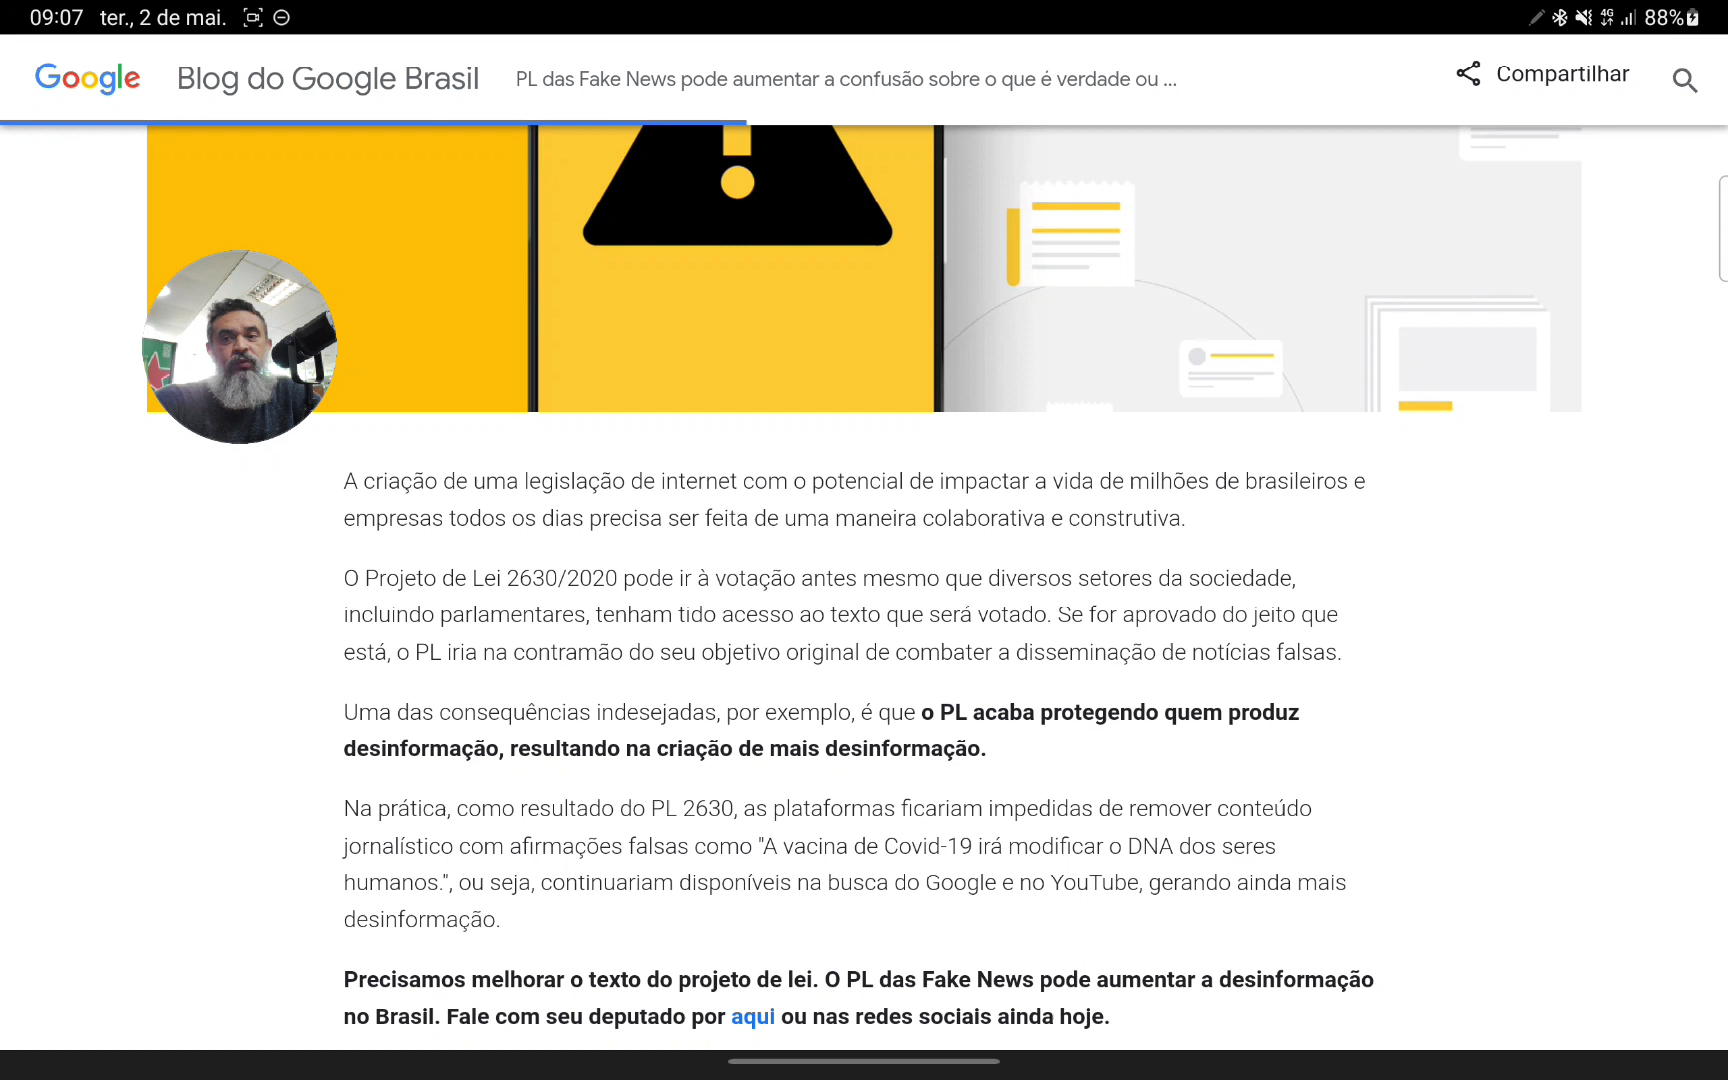 09:07 ter., 2 de mai.
4G 88%
Google Blog do Google Brasil PL das Fake News pode aumentar a confusão sobre o que é verdade ou ... Compartilhar
A criação de uma legislação de internet com o potencial de impactar a vida de milhões de brasileiros e
empresas todos os dias precisa ser feita de uma maneira colaborativa e construtiva.
O Projeto de Lei 2630/2020 pode ir à votação antes mesmo que diversos setores da sociedade,
incluindo parlamentares, tenham tido acesso ao texto que será votado. Se for aprovado do jeito que
está, o PL iria na contramão do seu objetivo original de combater a disseminação de notícias falsas.
Uma das consequências indesejadas, por exemplo, é que o PL acaba protegendo quem produz
desinformação, resultando na criação de mais desinformação.
Na prática, como resultado do PL 2630, as plataformas ficariam impedidas de remover conteúdo
jornalístico com afirmações falsas como "A vacina de Covid-19 irá modificar o DNA dos seres
humanos.", ou seja, continuariam disponíveis na busca do Google e no YouTube, gerando ainda mais
desinformação.
Precisamos melhorar o texto do projeto de lei. O PL das Fake News pode aumentar a desinformação
no Brasil. Fale com seu deputado por aqui ou nas redes sociais ainda hoje.